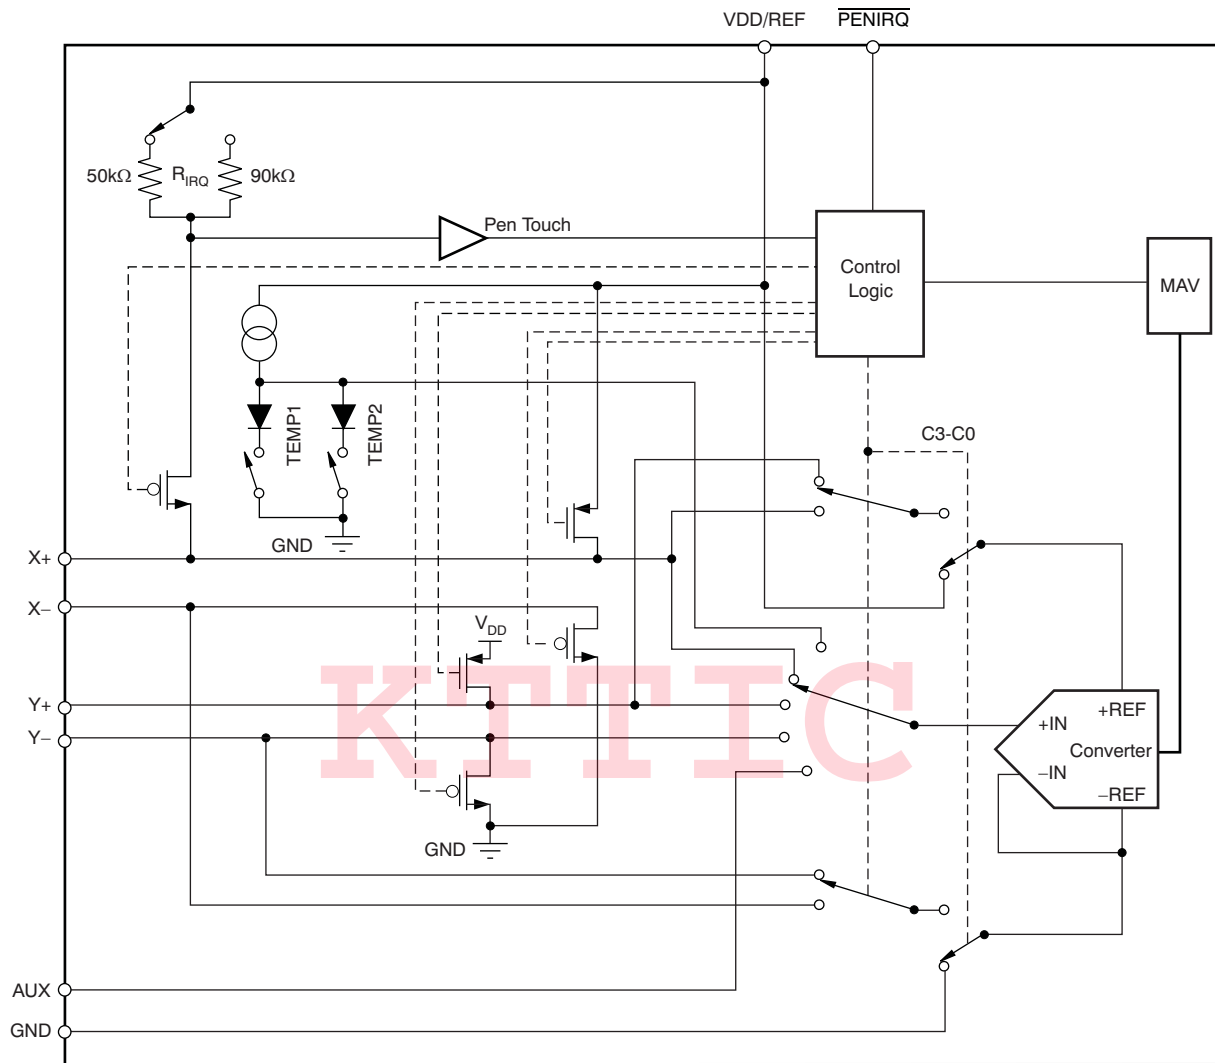 VDD/REF
PENIRQ
50kΩ
RIRQ
90kΩ
Pen Touch
Control
Logic
MAV
TEMP1
TEMP2
C3-C0
GND
X+
X−
VDD
Y+
Y−
KTTIC
+REF
+IN
Converter
−IN
−REF
GND
AUX
GND